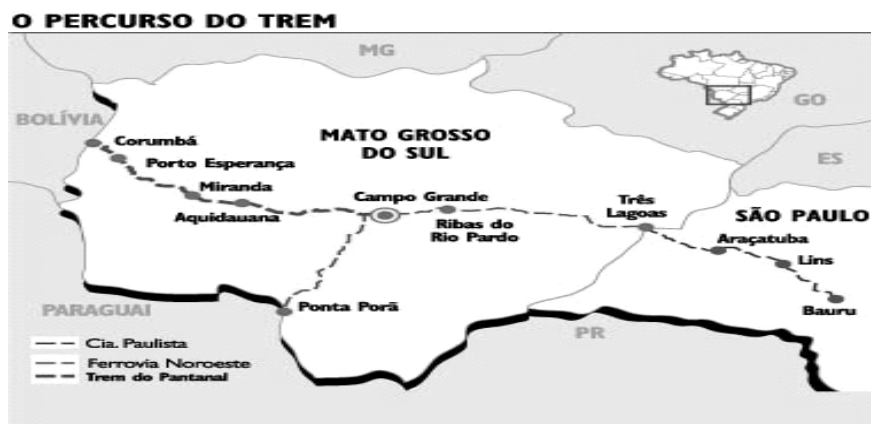 O PERCURSO DO TREM
MG
GO
BOLÍVIA
Corumbá
MATO GROSSO
DO SUL
ES
Porto Esperança
Miranda
Campo Grande
Três
Lagoas
Aquidauana
Ribas do
Rio Pardo
SÃO PAULO
Araçatuba
Lins
PARAGUAI
Ponta Porã
Bauru
PR
Cia. Paulista
Ferrovia Noroeste
Trem do Pantanal